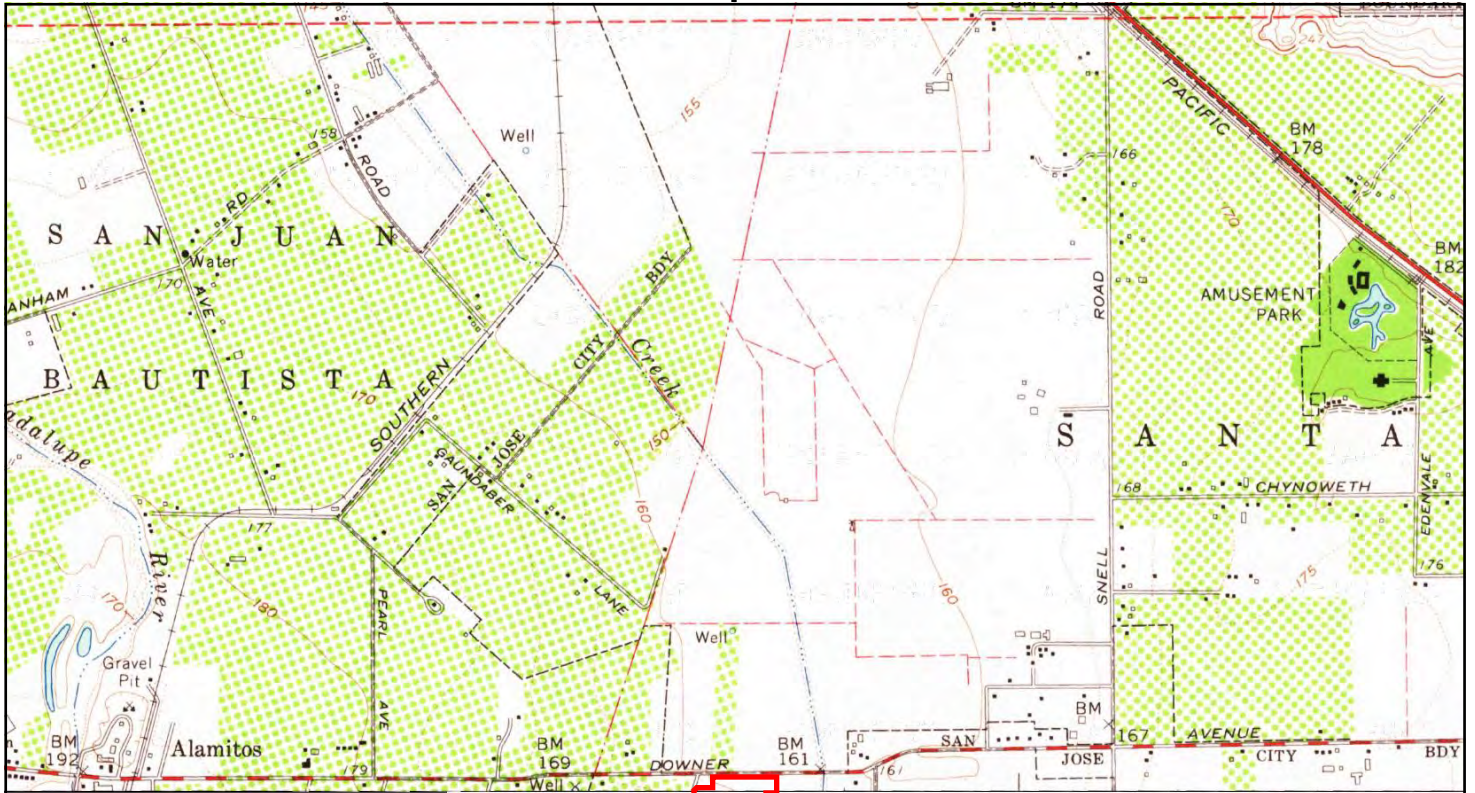 247
PACIFIC
BM
178
155
Well
158
ROAD
166
170
RD
SAN JUAN
BM
182
Water
BDY
170
ANHAM
AVE
ROAD
AMUSEMENT
PARK
CITY
Creek
AVE
BAUTISTA
170
SOUTHERN
adalupe
150
SANTA
JOSE
GAUNDABER
SAN
168
CHYNOWETH
EDENVALE
177
160
River
176
175
170
180
PEARL
LANE
160
SNELL
Well
Gravel
Pit
AVE
BM
BM
192
Alamitos
BM
169
BM
161
SAN
167
AVENUE
179
DOWNER
161
JOSE
CITY
BDY
Well